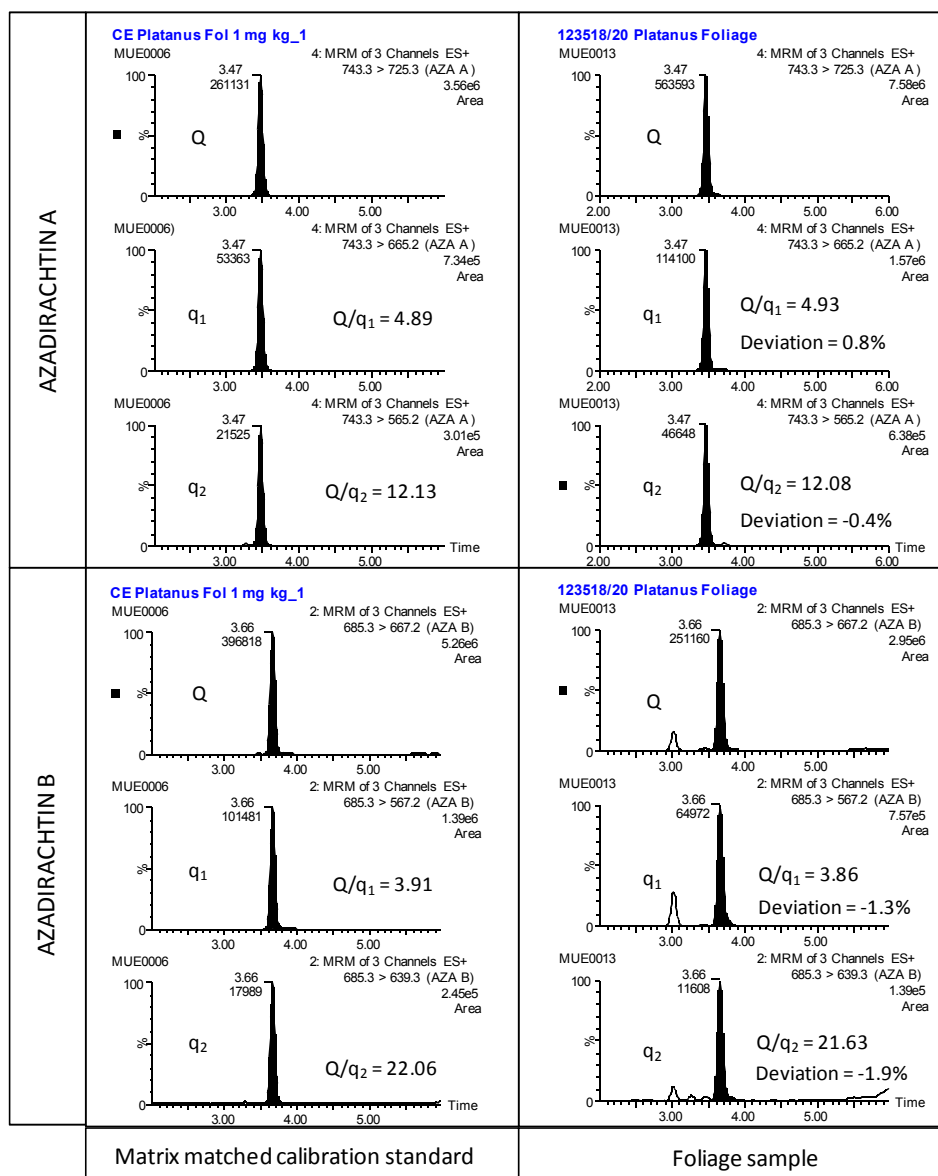 AZADIRACHTIN A
CE Platanus Fol 1 mg kg_1
MUE0006
4: MRM of 3 Channels ES+
743.3 > 725.3 (AZA A)
3.56e6
Area
3.47
261131
100
%
0
Q
3.00 4.00 5.00
MUE0006)
4: MRM of 3 Channels ES+
743.3 > 665.2 (AZA A)
7.34e5
Area
3.47
53363
100
%
0
q1
Q/q1 = 4.89
3.00 4.00 5.00
MUE0006
4: MRM of 3 Channels ES+
743.3 > 565.2 (AZA A)
3.01e5
Area
3.47
21525
100
%
0
q2
Q/q2 = 12.13
Time
3.00 4.00 5.00
123518/20 Platanus Foliage
MUE0013
4: MRM of 3 Channels ES+
743.3 > 725.3 (AZA A)
7.58e6
Area
3.47
563593
100
%
0
Q
2.00 3.00 4.00 5.00 6.00
MUE0013)
4: MRM of 3 Channels ES+
743.3 > 665.2 (AZA A)
1.57e6
Area
3.47
114100
100
%
0
q1
Q/q1 = 4.93
Deviation = 0.8%
2.00 3.00 4.00 5.00 6.00
MUE0013)
4: MRM of 3 Channels ES+
743.3 > 565.2 (AZA A)
6.38e5
Area
3.47
46648
100
%
0
q2
Q/q2 = 12.08
Deviation = -0.4%
Time
2.00 3.00 4.00 5.00 6.00
AZADIRACHTIN B
CE Platanus Fol 1 mg kg_1
MUE0006
2: MRM of 3 Channels ES+
685.3 > 667.2 (AZA B)
5.26e6
Area
3.66
396818
100
%
0
Q
3.00 4.00 5.00
MUE0006
2: MRM of 3 Channels ES+
685.3 > 567.2 (AZA B)
1.39e6
Area
3.66
101481
100
%
0
q1
Q/q1 = 3.91
3.00 4.00 5.00
MUE0006
2: MRM of 3 Channels ES+
685.3 > 639.3 (AZA B)
2.45e5
Area
3.66
17989
100
%
0
q2
Q/q2 = 22.06
Time
3.00 4.00 5.00
123518/20 Platanus Foliage
MUE0013
2: MRM of 3 Channels ES+
685.3 > 667.2 (AZA B)
2.95e6
Area
3.66
251160
100
%
0
Q
3.00 4.00 5.00
MUE0013
2: MRM of 3 Channels ES+
685.3 > 567.2 (AZA B)
7.57e5
Area
3.66
64972
100
%
0
q1
Q/q1 = 3.86
Deviation = -1.3%
3.00 4.00 5.00
MUE0013
2: MRM of 3 Channels ES+
685.3 > 639.3 (AZA B)
1.39e5
Area
3.66
11608
100
%
0
q2
Q/q2 = 21.63
Deviation = -1.9%
Time
3.00 4.00 5.00
Matrix matched calibration standard
Foliage sample